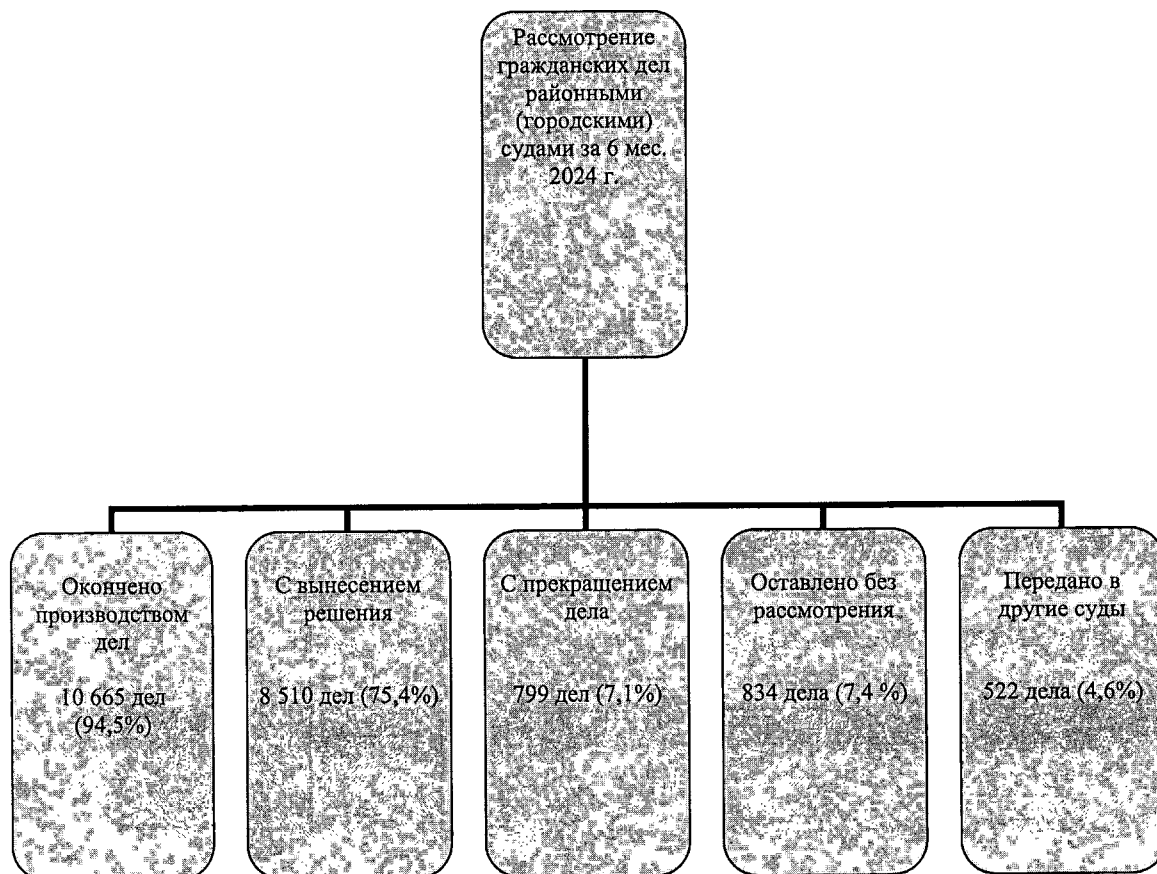 Рассмотрение
гражданских дел
районными
(городскими)
судами за 6 мес.
2024 г.
Окончено
производством
дел
10 665 дел
(94,5%)
С вынесением
решения
8 510 дел (75,4%)
С прекращением
дела
799 дел (7,1%)
Оставлено без
рассмотрения
834 дела (7,4 %)
Передано в
другие суды
522 дела (4,6%)